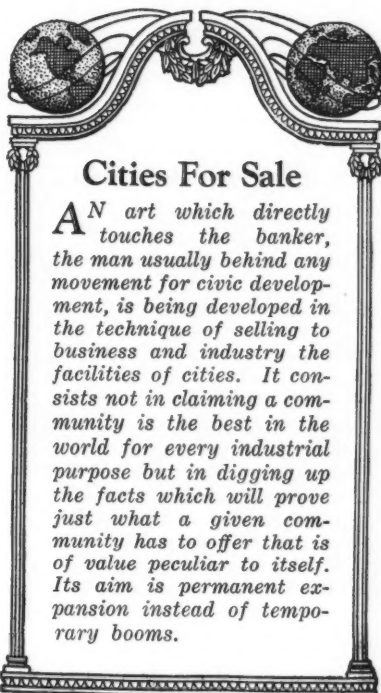 Cities For Sale
AN art which directly
touches the banker,
the man usually behind any
movement for civic develop-
ment, is being developed in
the technique of selling to
business and industry the
facilities of cities. It con-
sists not in claiming a com-
munity is the best in the
world for every industrial
purpose but in digging up
the facts which will prove
just what a given com-
munity has to offer that is
of value peculiar to itself.
Its aim is permanent ex-
pansion instead of tempo-
rary booms.